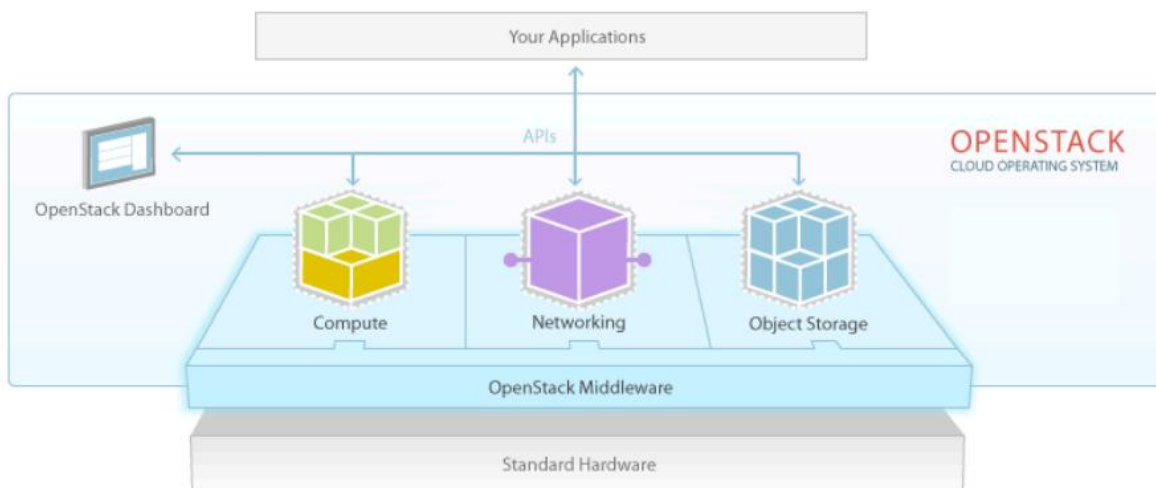 Your Applications
APIs
OPENSTACK
CLOUD OPERATING SYSTEM
OpenStack Dashboard
Compute
Networking
Object Storage
OpenStack Middleware
Standard Hardware